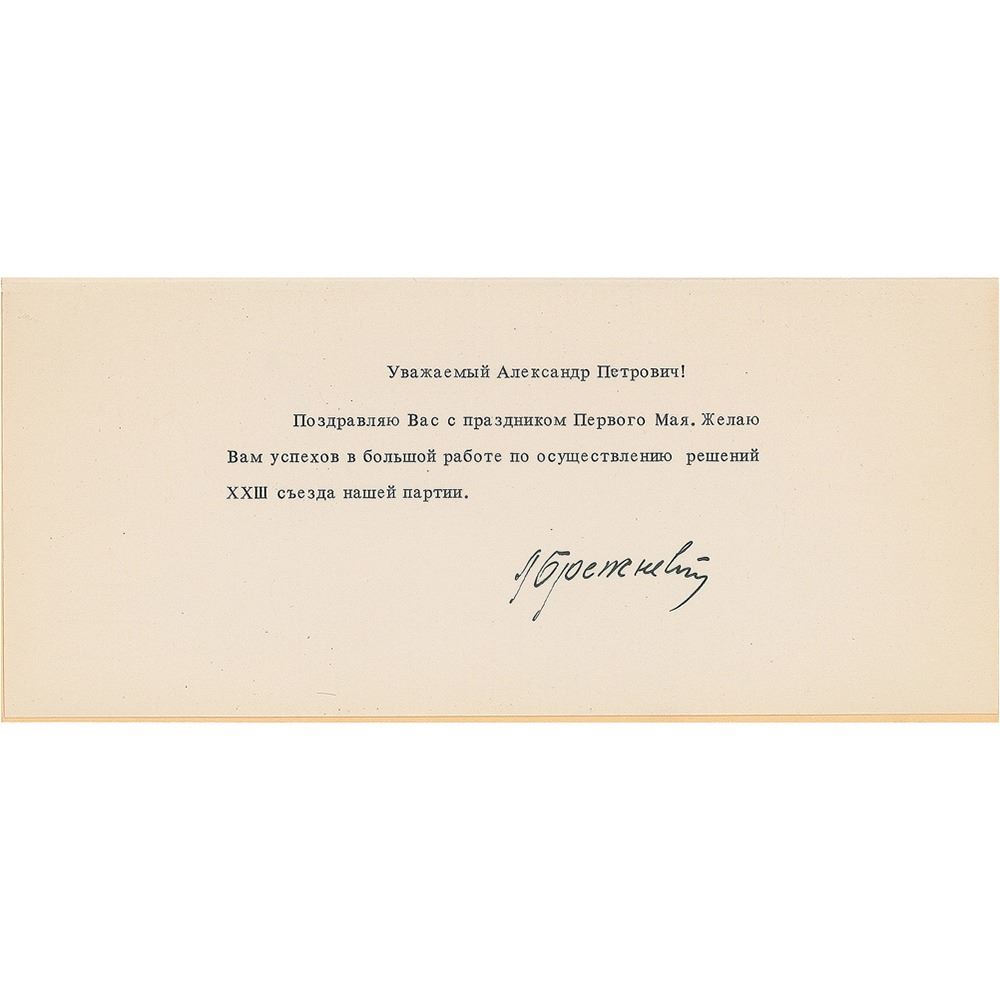 Уважаемый Александр Петрович!
Поздравляю Вас с праздником Первого Мая. Желаю
Вам успехов в большой работе по осуществлению решений
XXIII съезда нашей партии.
Л Брежнев